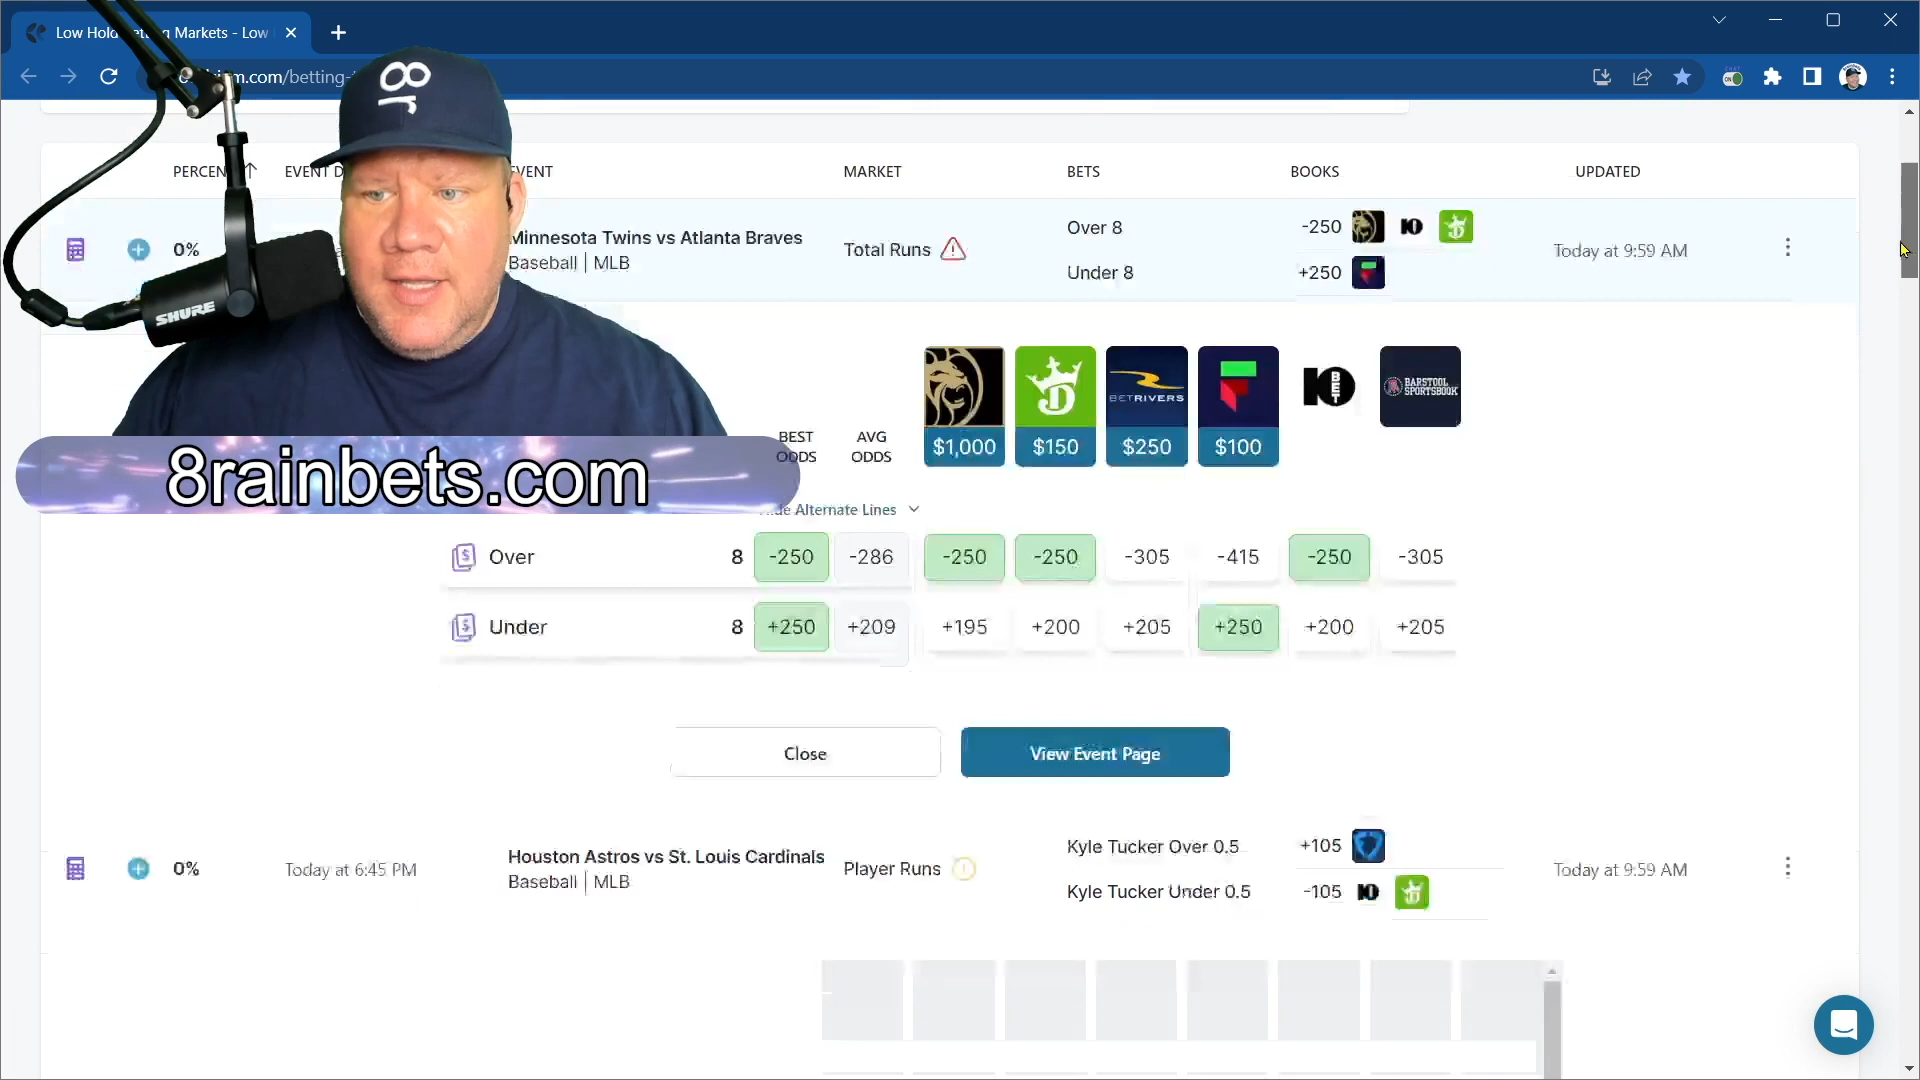 Low Hold
Markets - Low
.com/betting-
8r
SHURE
8rainbets.com
PERCEN
EVENT D
EVENT
MARKET
BETS
BOOKS
UPDATED
0%
Minnesota Twins vs Atlanta Braves
Baseball | MLB
Total Runs
Over 8
-250
Under 8
+250
Today at 9:59 AM
BEST ODDS
AVG ODDS
BETRIVERS
10 BET
BARSTOOL SPORTSBOOK
$1,000
$150
$250
$100
Alternate Lines
Over 8 -250 -286 -250 -250 -305 -415 -250 -305
Under 8 +250 +209 +195 +200 +205 +250 +200 +205
Close
View Event Page
0%
Today at 6:45 PM
Houston Astros vs St. Louis Cardinals
Baseball | MLB
Player Runs
Kyle Tucker Over 0.5
+105
Kyle Tucker Under 0.5
-105
Today at 9:59 AM